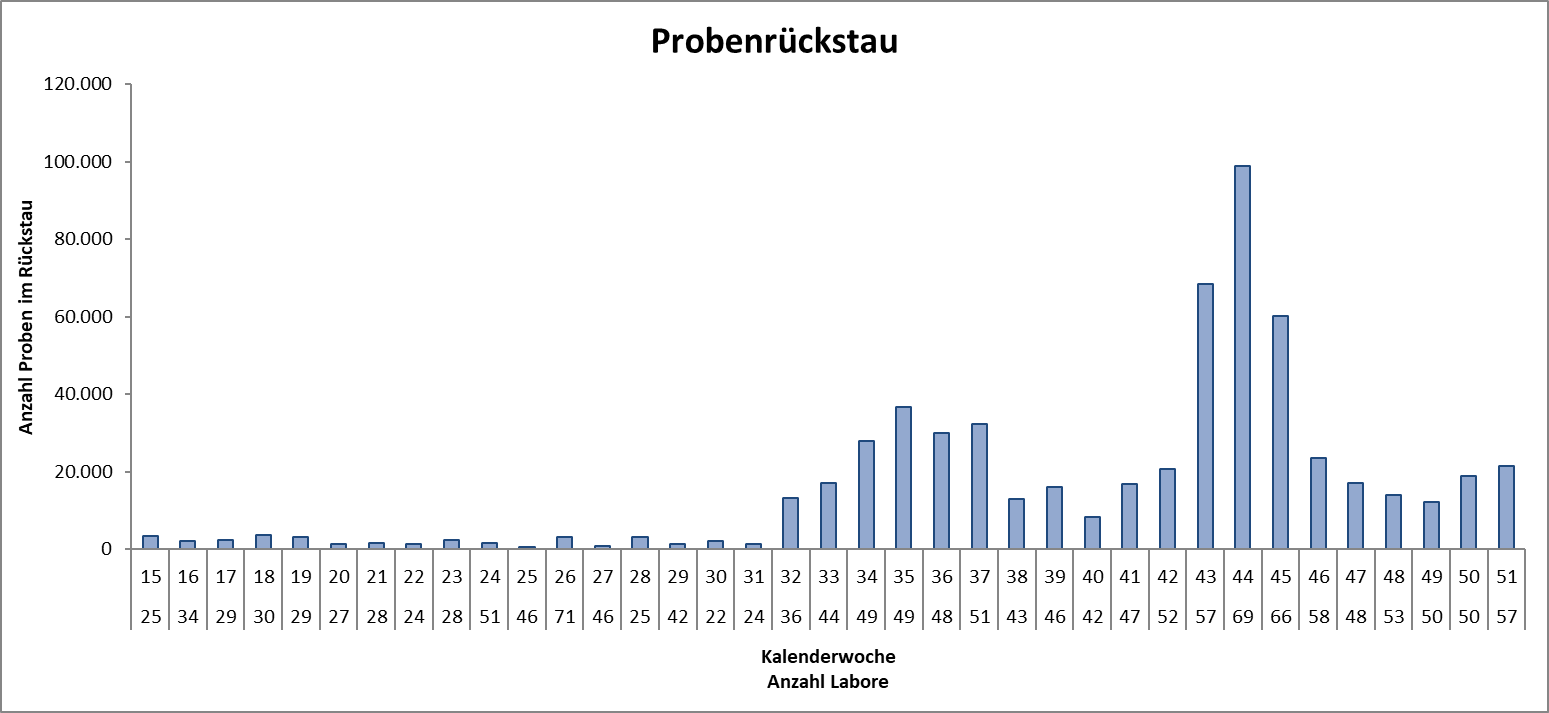 Probenrückstau
120.000
100.000
80.000
60.000
40.000
20.000
0
Anzahl Proben im Rückstau
15 16 17 18 19 20 21 22 23 24 25 26 27 28 29 30 31 32 33 34 35 36 37 38 39 40 41 42 43 44 45 46 47 48 49 50 51
25 34 29 30 29 27 28 24 28 51 46 71 46 25 42 22 24 36 44 49 49 48 51 43 46 42 47 52 57 69 66 58 48 53 50 50 57
Kalenderwoche
Anzahl Labore